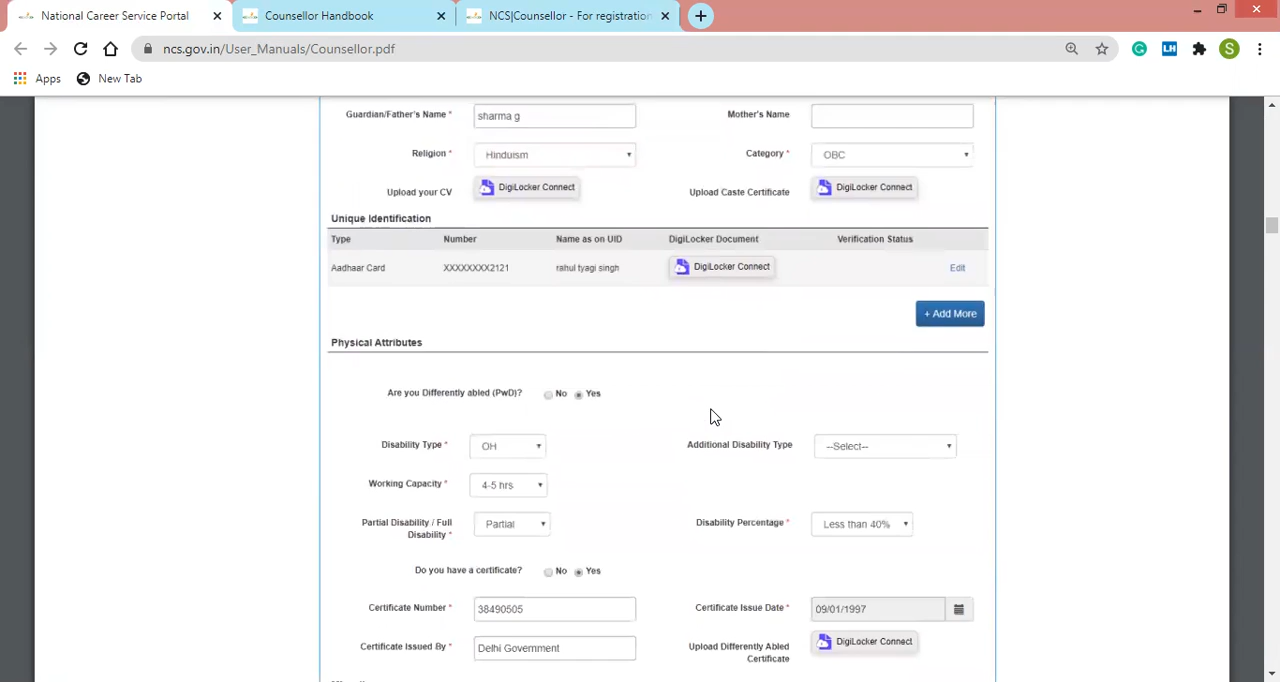 National Career Service Portal
Counsellor Handbook
NCS|Counsellor - For registration
ncs.gov.in/User_Manuals/Counsellor.pdf
LH
S
Apps New Tab
Guardian/Father's Name * sharma g Mother's Name
Religion * Hinduism Category * OBC
Upload your CV DigiLocker Connect Upload Caste Certificate DigiLocker Connect
Unique Identification
Type Number Name as on UID DigiLocker Document Verification Status
Aadhaar Card XXXXXXXX2121 rahul tyagi singh DigiLocker Connect Edit
+ Add More
Physical Attributes
Are you Differently abled (PwD)? No Yes
Disability Type * OH Additional Disability Type --Select--
Working Capacity * 4-5 hrs
Partial Disability / Full Disability * Partial Disability Percentage * Less than 40%
Do you have a certificate? No Yes
Certificate Number * 38490505 Certificate Issue Date * 09/01/1997
Certificate Issued By * Delhi Government Upload Differently Abled Certificate DigiLocker Connect